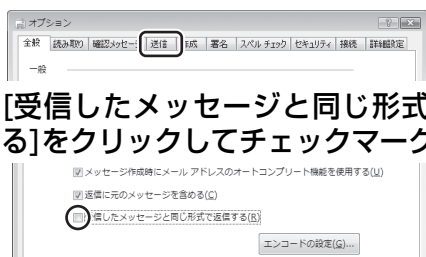 オプション
全般 読み取り 確認メッセー 送信 作成 署名 スペル チェック セキュリティ 接続 詳細設定
一般
[受信したメッセージと同じ形式
る]をクリックしてチェックマーク
メッセージ作成時にメール アドレスのオートコンプリート機能を使用する(U)
返信に元のメッセージを含める(C)
信したメッセージと同じ形式で返信する(R)
エンコードの設定(G)...